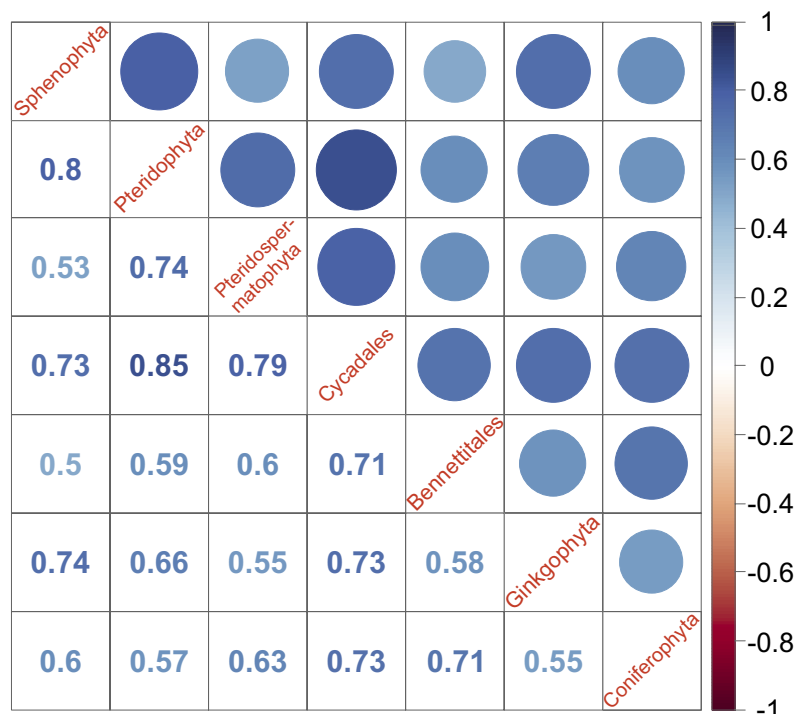 Sphenophyta
0.8 Pteridophyta
0.53 0.74 Pteridosper-
matophyta
0.73 0.85 0.79 Cycadales
0.5 0.59 0.6 0.71 Bennettitales
0.74 0.66 0.55 0.73 0.58 Ginkgophyta
0.6 0.57 0.63 0.73 0.71 0.55 Coniferophyta
1
0.8
0.6
0.4
0.2
0
-0.2
-0.4
-0.6
-0.8
-1